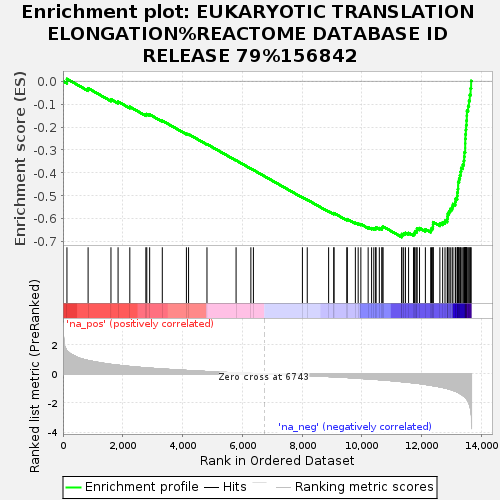 Enrichment plot: EUKARYOTIC TRANSLATION
ELONGATION%REACTOME DATABASE ID
RELEASE 79%156842
Enrichment score (ES)
0.0
-0.1
-0.2
-0.3
-0.4
-0.5
-0.6
-0.7
'na_pos' (positively correlated)
Ranked list metric (PreRanked)
2
0
-2
-4
Zero cross at 6743
'na_neg' (negatively correlated)
0
2,000
4,000
6,000
8,000
10,000
12,000
14,000
Rank in Ordered Dataset
Enrichment profile
Hits
Ranking metric scores